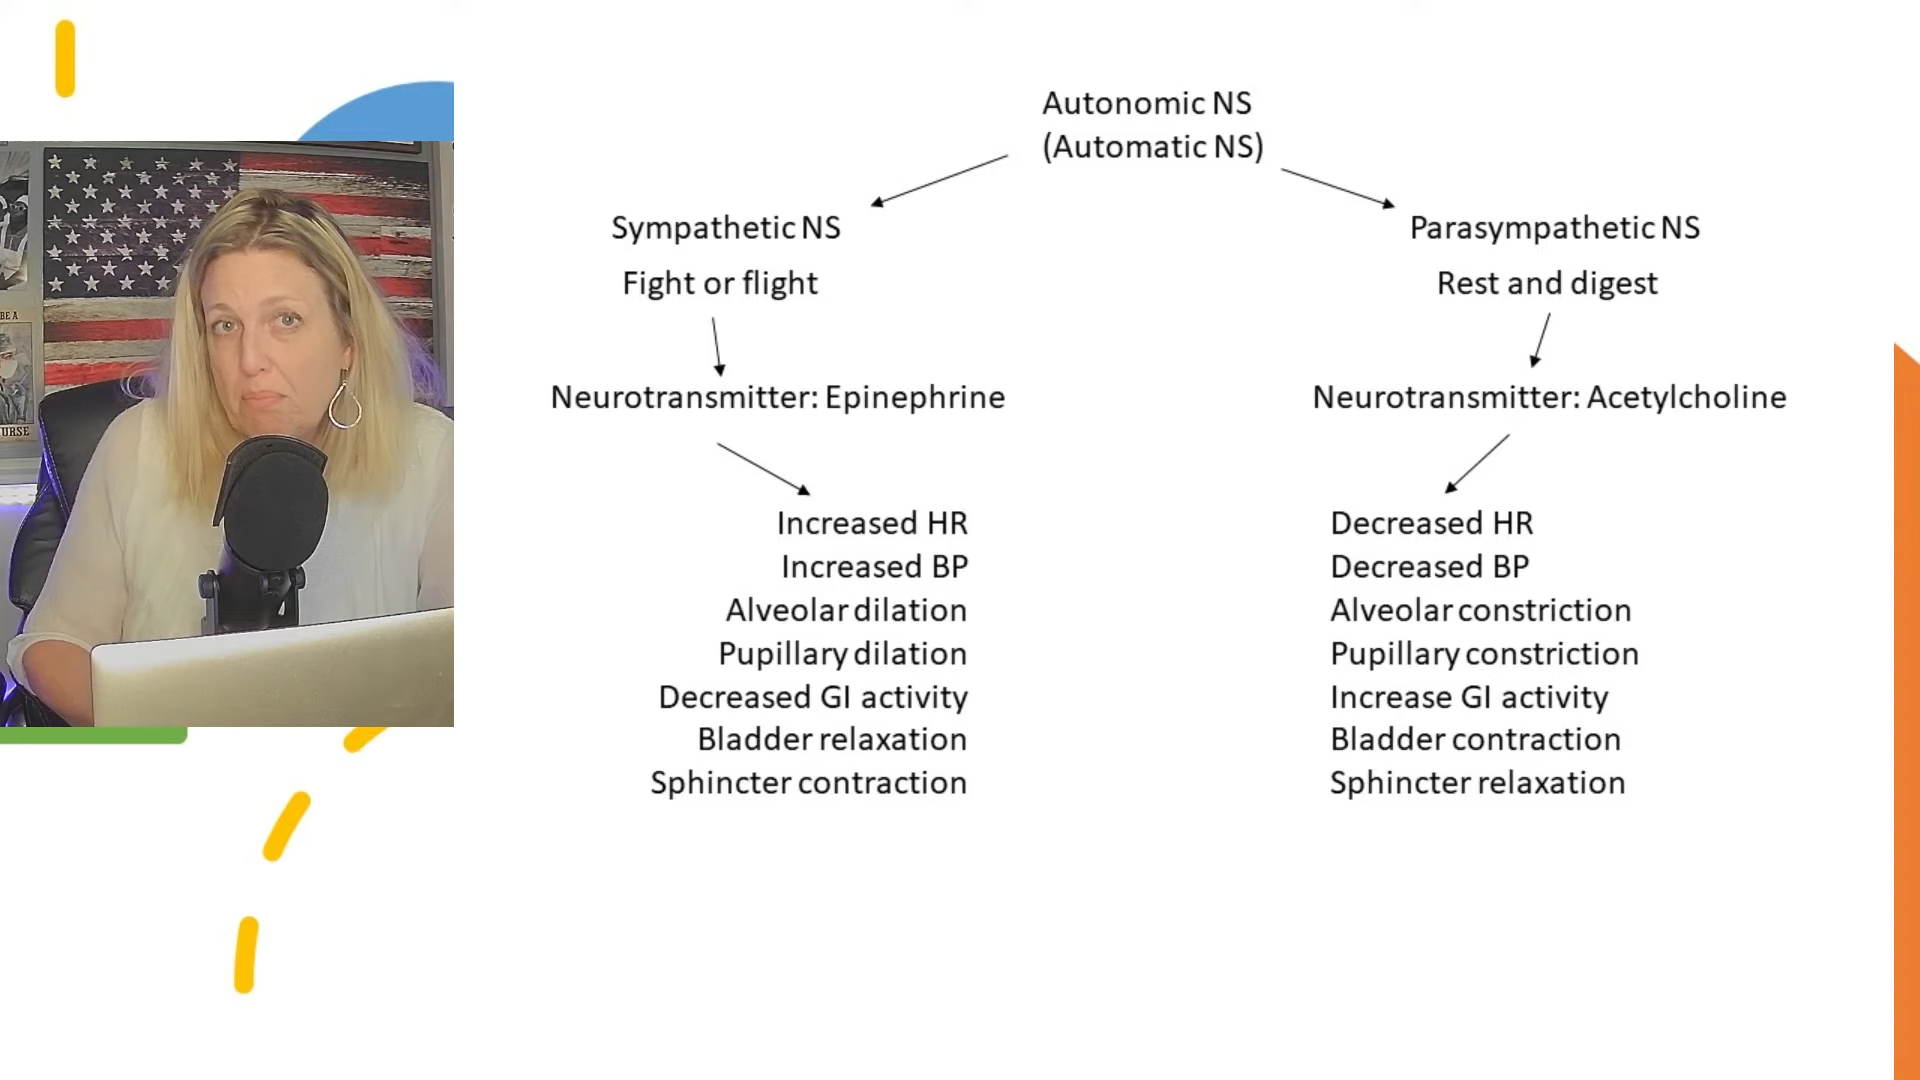 Autonomic NS
(Automatic NS)
Sympathetic NS
Fight or flight
Neurotransmitter: Epinephrine
Increased HR
Increased BP
Alveolar dilation
Pupillary dilation
Decreased GI activity
Bladder relaxation
Sphincter contraction
Parasympathetic NS
Rest and digest
Neurotransmitter: Acetylcholine
Decreased HR
Decreased BP
Alveolar constriction
Pupillary constriction
Increase GI activity
Bladder contraction
Sphincter relaxation
BE A
URSE